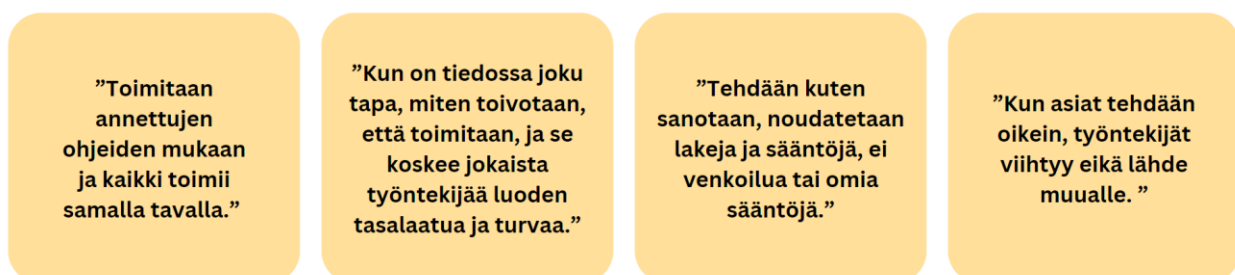 ”Toimitaan
annettujen
ohjeiden mukaan
ja kaikki toimii
samalla tavalla.”
”Kun on tiedossa joku
tapa, miten toivotaan,
että toimitaan, ja se
koskee jokaista
työntekijää luoden
tasalaatua ja turvaa.”
”Tehdään kuten
sanotaan, noudatetaan
lakeja ja sääntöjä, ei
venkoilua tai omia
sääntöjä.”
”Kun asiat tehdään
oikein, työntekijät
viihtyy eikä lähde
muualle. ”